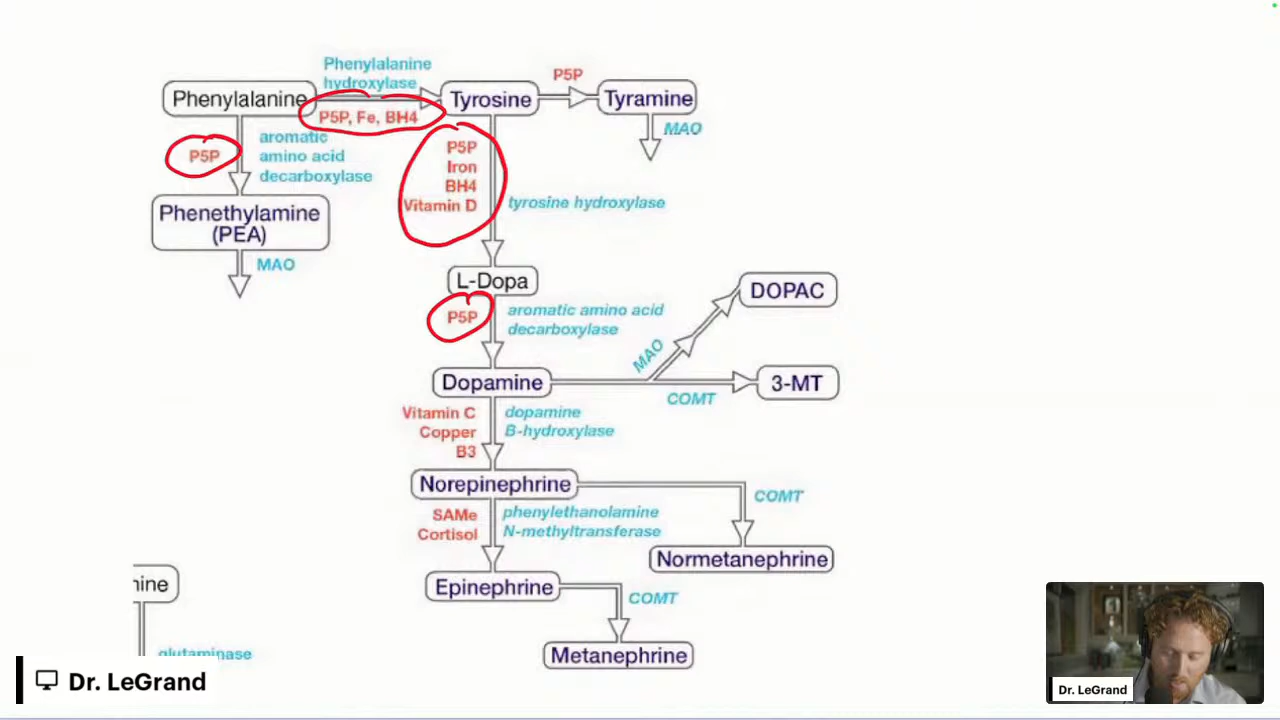 Phenylalanine
hydroxylase
P5P
Phenylalanine
Tyrosine
Tyramine
P5P, Fe, BH4
MAO
P5P
aromatic
amino acid
decarboxylase
P5P
Iron
BH4
Vitamin D
tyrosine hydroxylase
Phenethylamine
(PEA)
MAO
L-Dopa
P5P
aromatic amino acid
decarboxylase
DOPAC
MAO
Dopamine
3-MT
COMT
Vitamin C
Copper
B3
dopamine
B-hydroxylase
Norepinephrine
COMT
SAMe
Cortisol
phenylethanolamine
N-methyltransferase
Normetanephrine
Epinephrine
COMT
Metanephrine
nine
glutaminase
Dr. LeGrand
Dr. LeGrand